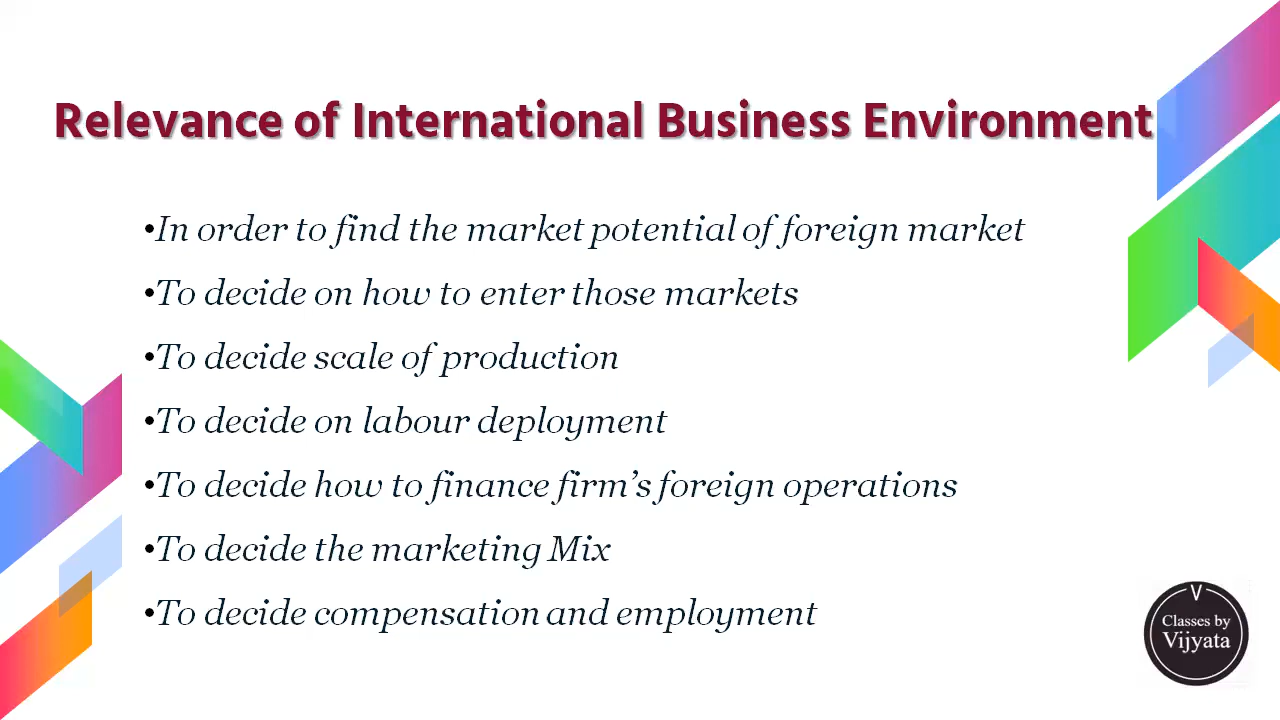 Relevance of International Business Environment
•In order to find the market potential of foreign market
•To decide on how to enter those markets
•To decide scale of production
•To decide on labour deployment
•To decide how to finance firm’s foreign operations
•To decide the marketing Mix
•To decide compensation and employment
V
Classes by
Vijyata